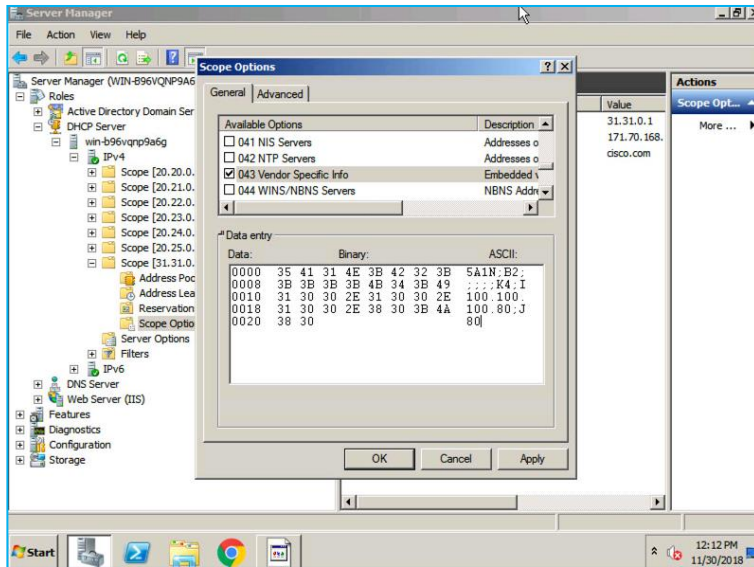 Server Manager
File Action View Help
Server Manager (WIN-B96VQNP9A6
Roles
Active Directory Domain Ser
DHCP Server
win-b96vqnp9a6g
IPv4
Scope [20.20.0.
Scope [20.21.0.
Scope [20.22.0.
Scope [20.23.0.
Scope [20.24.0.
Scope [20.25.0.
Scope [31.31.0.
Address Poo
Address Lea
Reservation
Scope Optio
Server Options
Filters
IPv6
DNS Server
Web Server (IIS)
Features
Diagnostics
Configuration
Storage
Scope Options
General Advanced
Available Options Description
041 NIS Servers Addresses o
042 NTP Servers Addresses o
043 Vendor Specific Info Embedded v
044 WINS/NBNS Servers NBNS Addre
Data entry
Data: Binary: ASCII:
0000 35 41 31 4E 3B 42 32 3B 5A1N;B2;
0008 3B 3B 3B 3B 4B 34 3B 49 ;;;;K4;I
0010 31 30 30 2E 31 30 30 2E 100.100.
0018 31 30 30 2E 38 30 3B 4A 100.80;J
0020 38 30 80
OK Cancel Apply
Value
31.31.0.1
171.70.168.
cisco.com
Actions
Scope Opt...
More ...
Start
12:12 PM
11/30/2018